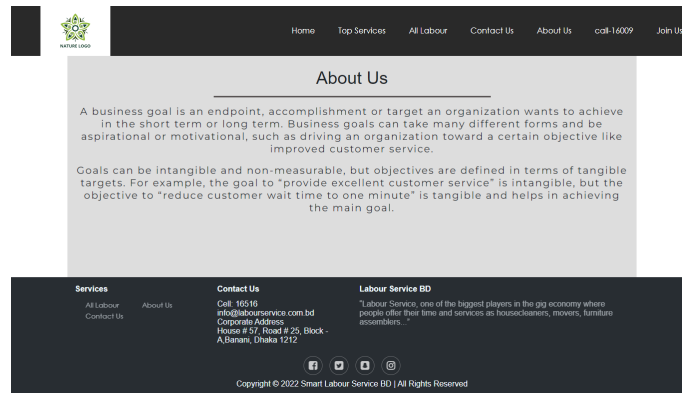 NATURE LOGO
Home Top Services All Labour Contact Us About Us call-16009 Join Us
About Us
A business goal is an endpoint, accomplishment or target an organization wants to achieve
in the short term or long term. Business goals can take many different forms and be
aspirational or motivational, such as driving an organization toward a certain objective like
improved customer service.
Goals can be intangible and non-measurable, but objectives are defined in terms of tangible
targets. For example, the goal to “provide excellent customer service” is intangible, but the
objective to “reduce customer wait time to one minute” is tangible and helps in achieving
the main goal.
Services
All Labour About Us
Contact Us
Contact Us
Cell: 16516
info@labourservice.com.bd
Corporate Address
House # 57, Road # 25, Block -
A,Banani, Dhaka 1212
Labour Service BD
"Labour Service, one of the biggest players in the gig economy where
people offer their time and services as housecleaners, movers, furniture
assemblers..."
Copyright © 2022 Smart Labour Service BD | All Rights Reserved